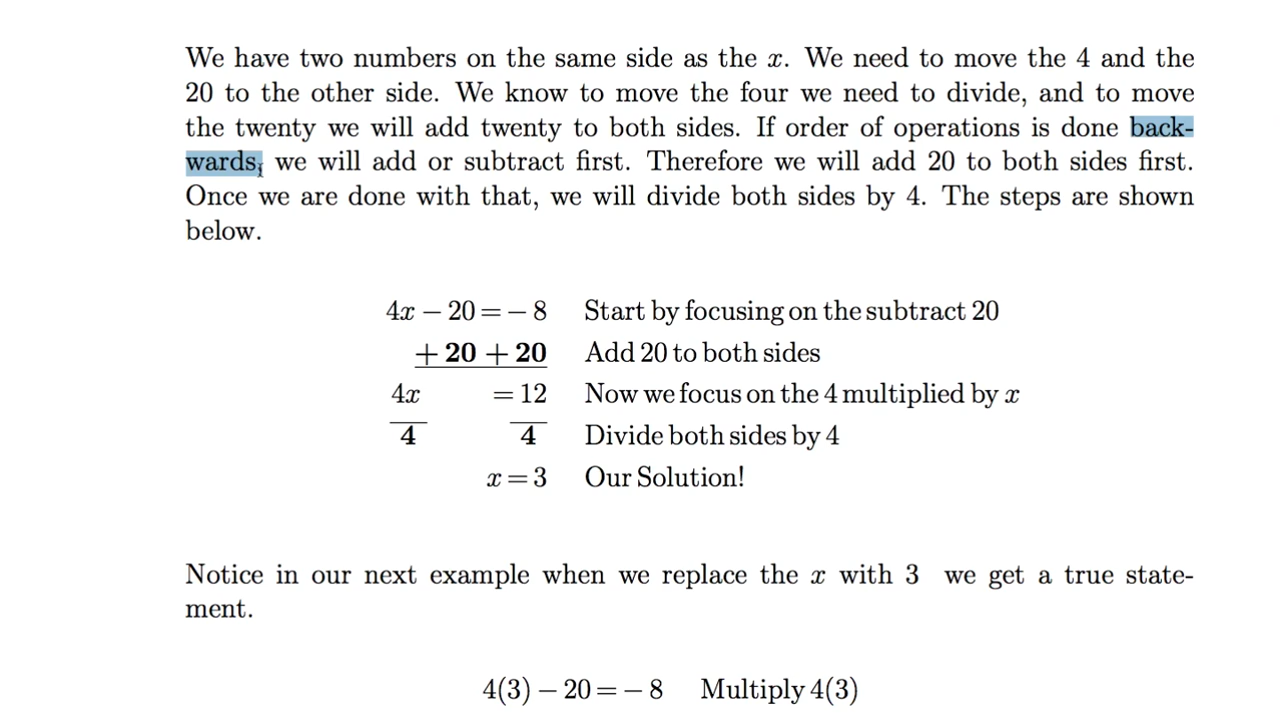 We have two numbers on the same side as the x. We need to move the 4 and the
20 to the other side. We know to move the four we need to divide, and to move
the twenty we will add twenty to both sides. If order of operations is done back-
wards, we will add or subtract first. Therefore we will add 20 to both sides first.
Once we are done with that, we will divide both sides by 4. The steps are shown
below.
4x − 20 = − 8 Start by focusing on the subtract 20
+ 20 + 20 Add 20 to both sides
4x = 12 Now we focus on the 4 multiplied by x
4 4 Divide both sides by 4
x = 3 Our Solution!
Notice in our next example when we replace the x with 3 we get a true state-
ment.
4(3) − 20 = − 8 Multiply 4(3)